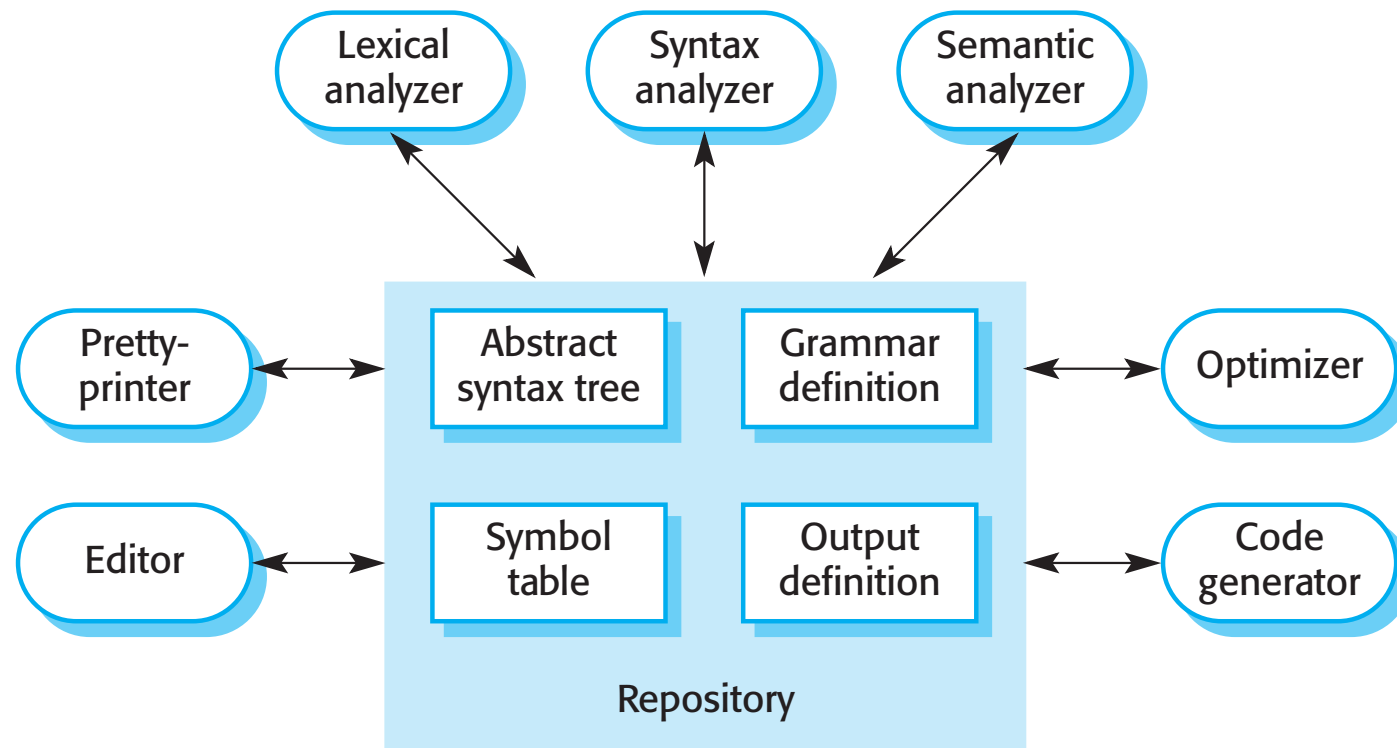 Lexical
analyzer
Syntax
analyzer
Semantic
analyzer
Pretty-
printer
Abstract
syntax tree
Grammar
definition
Optimizer
Editor
Symbol
table
Output
definition
Code
generator
Repository